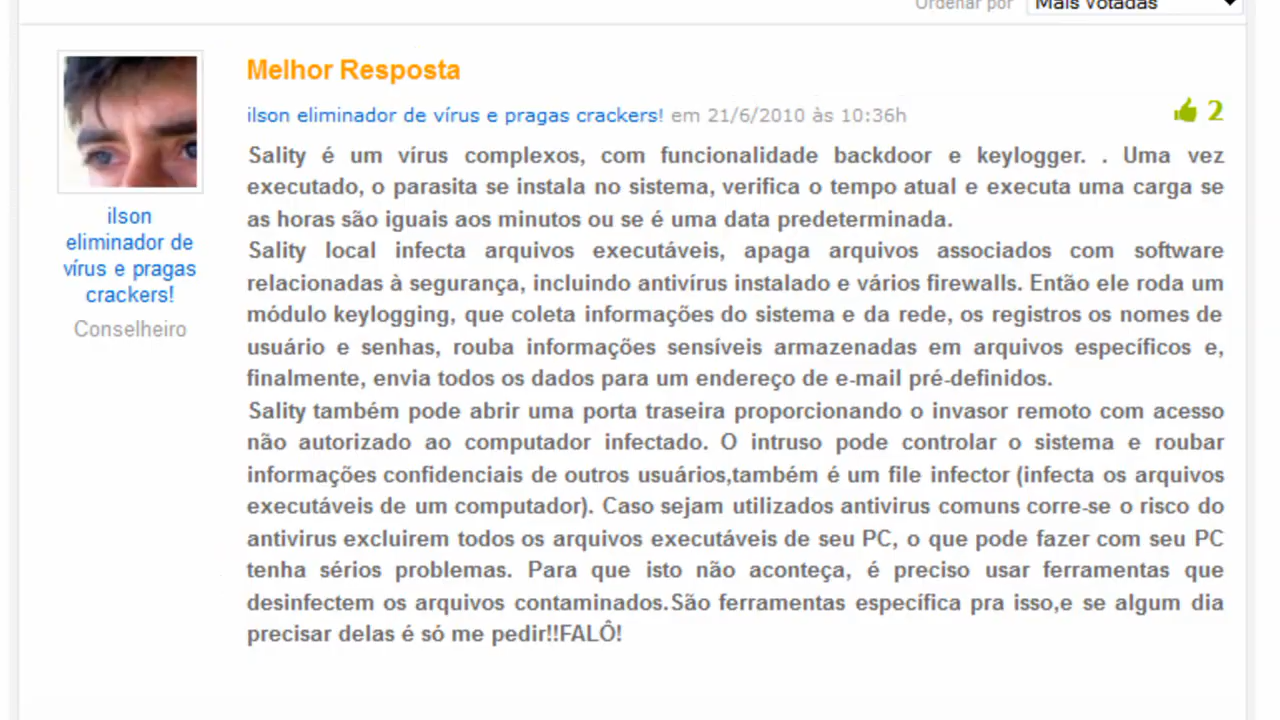 Ordenar por Mais votadas
Melhor Resposta
ilson eliminador de vírus e pragas crackers! em 21/6/2010 às 10:36h
2
Sality é um vírus complexos, com funcionalidade backdoor e keylogger. . Uma vez
executado, o parasita se instala no sistema, verifica o tempo atual e executa uma carga se
as horas são iguais aos minutos ou se é uma data predeterminada.
Sality local infecta arquivos executáveis, apaga arquivos associados com software
relacionadas à segurança, incluindo antivírus instalado e vários firewalls. Então ele roda um
módulo keylogging, que coleta informações do sistema e da rede, os registros os nomes de
usuário e senhas, rouba informações sensíveis armazenadas em arquivos específicos e,
finalmente, envia todos os dados para um endereço de e-mail pré-definidos.
Sality também pode abrir uma porta traseira proporcionando o invasor remoto com acesso
não autorizado ao computador infectado. O intruso pode controlar o sistema e roubar
informações confidenciais de outros usuários,também é um file infector (infecta os arquivos
executáveis de um computador). Caso sejam utilizados antivirus comuns corre-se o risco do
antivirus excluirem todos os arquivos executáveis de seu PC, o que pode fazer com seu PC
tenha sérios problemas. Para que isto não aconteça, é preciso usar ferramentas que
desinfectem os arquivos contaminados.São ferramentas específica pra isso,e se algum dia
precisar delas é só me pedir!!FALÔ!
ilson
eliminador de
vírus e pragas
crackers!
Conselheiro